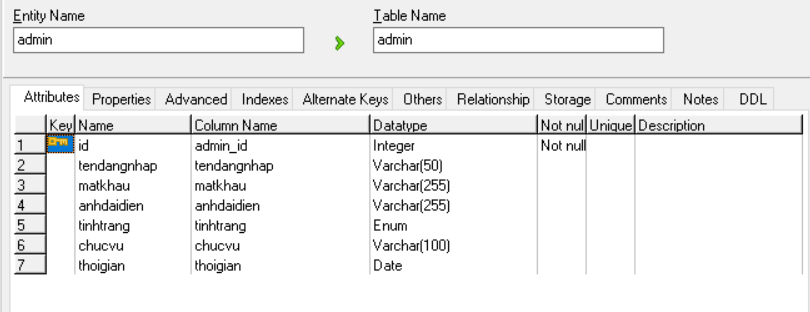 Entity Name Table Name
admin admin
Attributes Properties Advanced Indexes Alternate Keys Others Relationship Storage Comments Notes DDL
Key Name Column Name Datatype Not nul Unique Description
1 id admin_id Integer Not null
2 tendangnhap tendangnhap Varchar(50)
3 matkhau matkhau Varchar(255)
4 anhdaidien anhdaidien Varchar(255)
5 tinhtrang tinhtrang Enum
6 chucvu chucvu Varchar(100)
7 thoigian thoigian Date